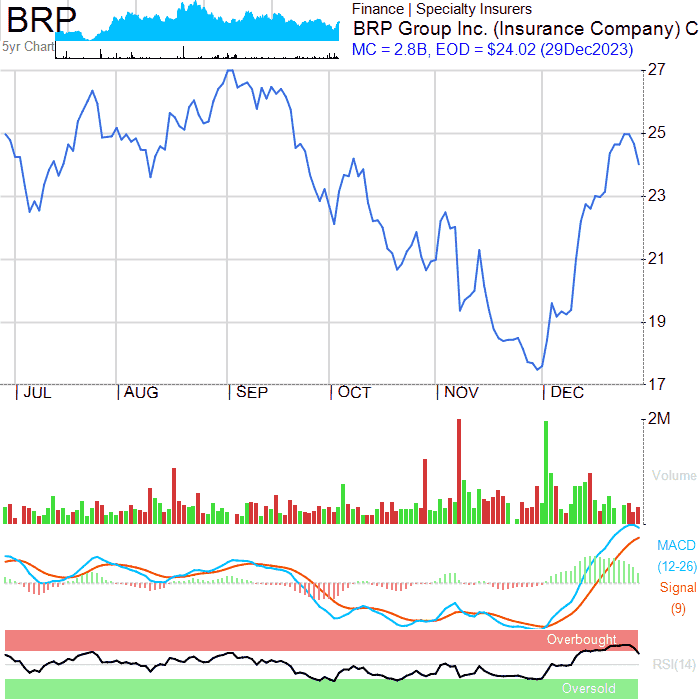 BRP
5yr Chart
Finance | Specialty Insurers
BRP Group Inc. (Insurance Company) C
MC = 2.8B, EOD = $24.02 (29Dec2023)
27
25
23
21
19
17
JUL AUG SEP OCT NOV DEC
2M
Volume
MACD
(12-26)
Signal
(9)
Overbought
RSI(14)
Oversold